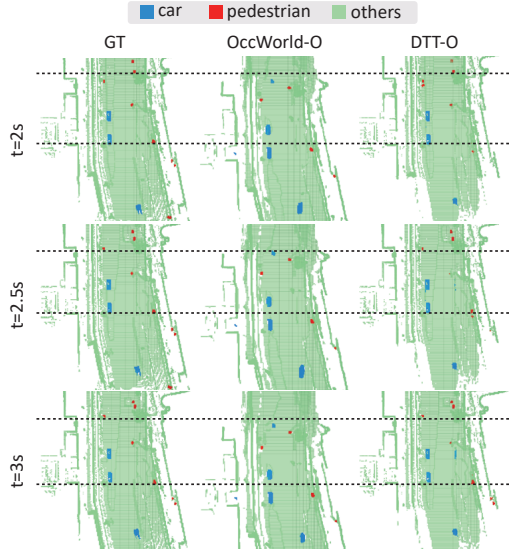 car pedestrian others
GT OccWorld-O DTT-O
t=2s
t=2.5s
t=3s